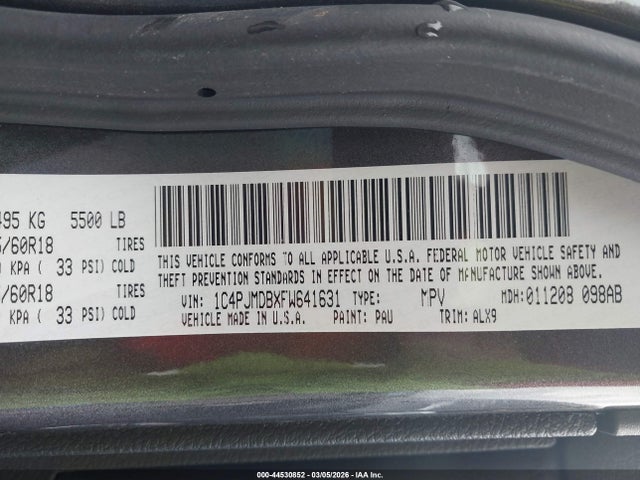 495 KG 5500 LB
/60R18 TIRES
KPA ( 33 PSI) COLD
/60R18 TIRES
KPA ( 33 PSI) COLD
THIS VEHICLE CONFORMS TO ALL APPLICABLE U.S.A. FEDERAL MOTOR VEHICLE SAFETY AND
THEFT PREVENTION STANDARDS IN EFFECT ON THE DATE OF MANUFACTURE SHOWN ABOVE.
VIN: 1C4PJMDBXFW641631 TYPE: MPV MDH:011208 098AB
VEHICLE MADE IN U.S.A. PAINT: PAU TRIM: ALX9
000-44530852 - 03/05/2026 - IAA Inc.